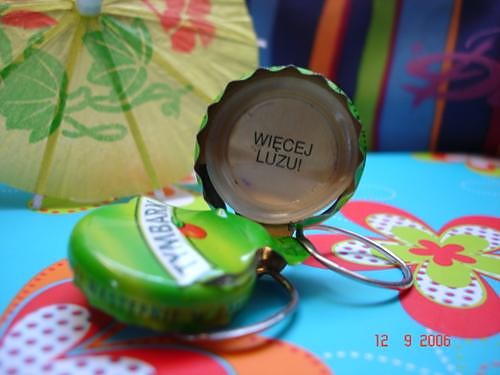 WIĘCEJ
LUZU!
TYMBARK
12 9 2006